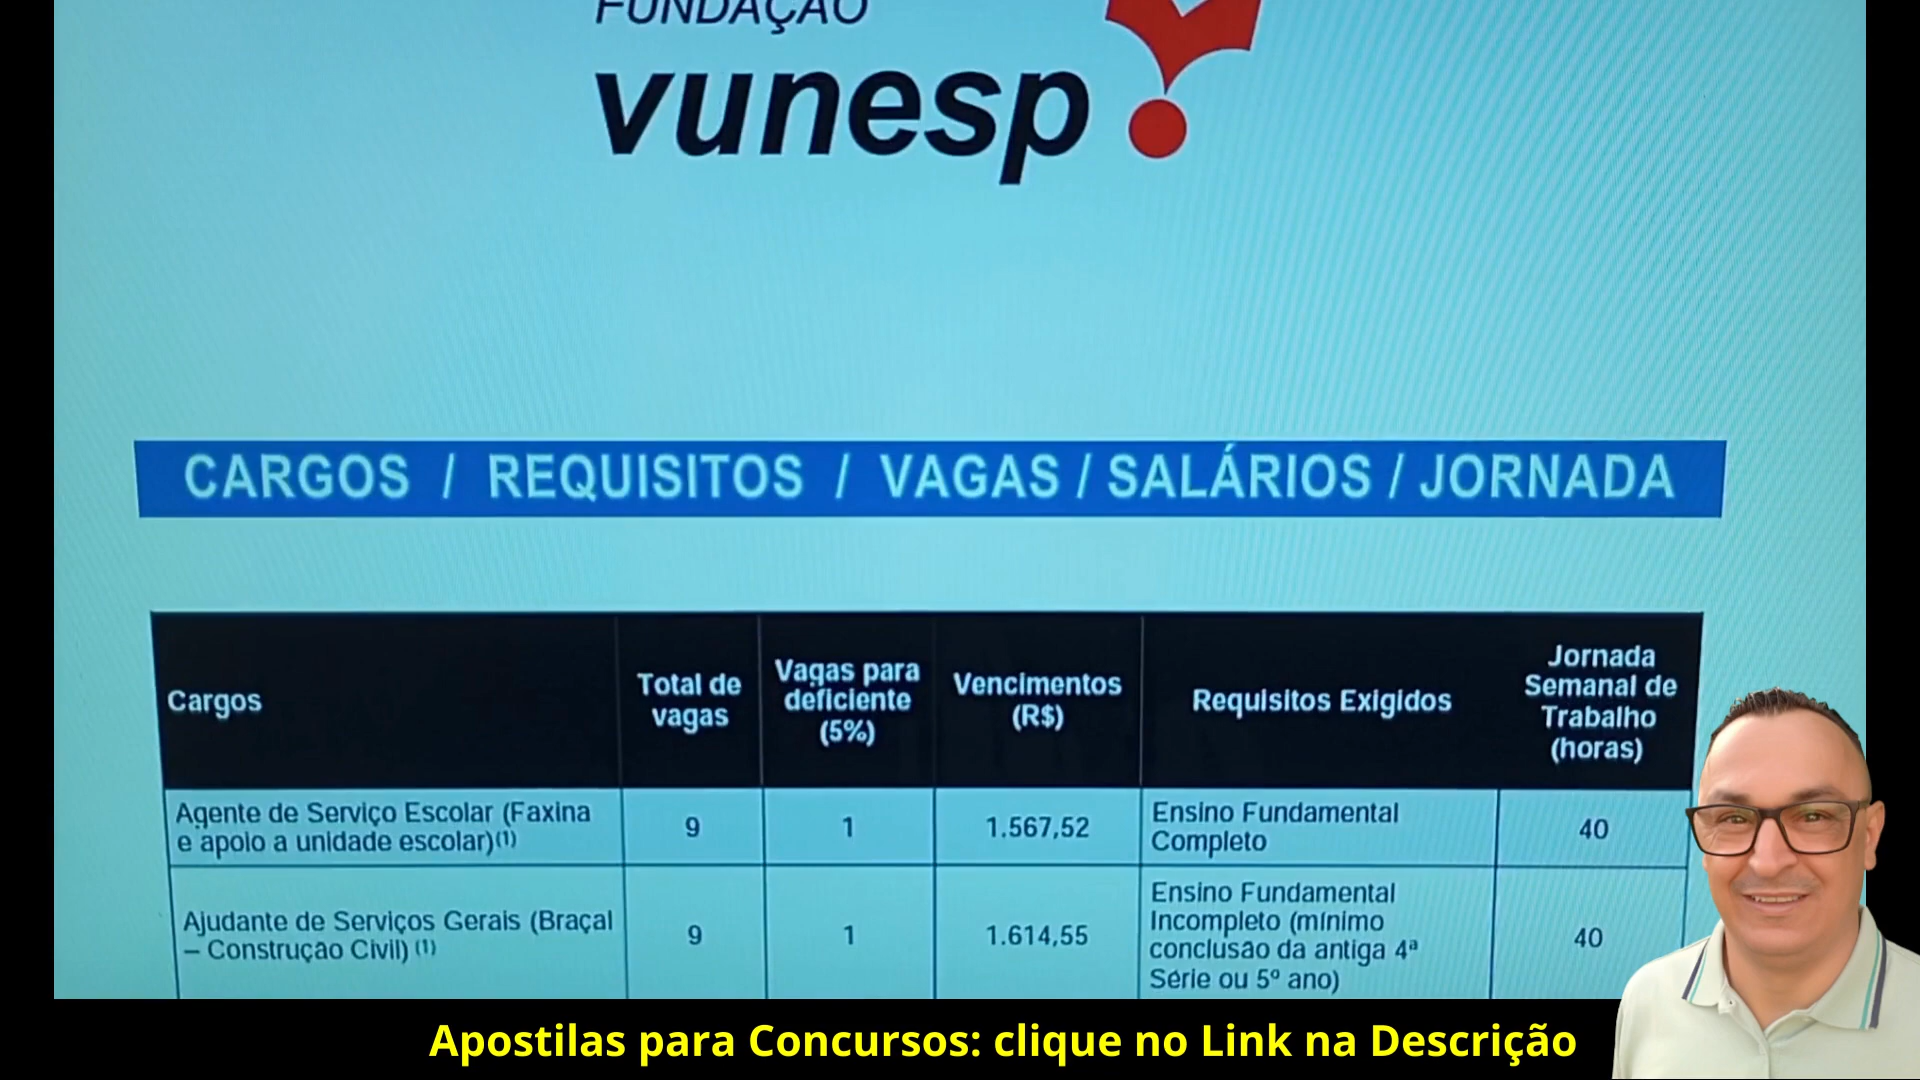 FUNDAÇÃO
vunesp
CARGOS / REQUISITOS / VAGAS / SALÁRIOS / JORNADA
Cargos
Total de
vagas
Vagas para
deficiente
(5%)
Vencimentos
(R$)
Requisitos Exigidos
Jornada
Semanal de
Trabalho
(horas)
Agente de Serviço Escolar (Faxina
e apoio a unidade escolar)(1)
9
1
1.567,52
Ensino Fundamental
Completo
40
Ajudante de Serviços Gerais (Braçal
– Construção Civil) (1)
9
1
1.614,55
Ensino Fundamental
Incompleto (mínimo
conclusão da antiga 4ª
Série ou 5º ano)
40
Apostilas para Concursos: clique no Link na Descrição